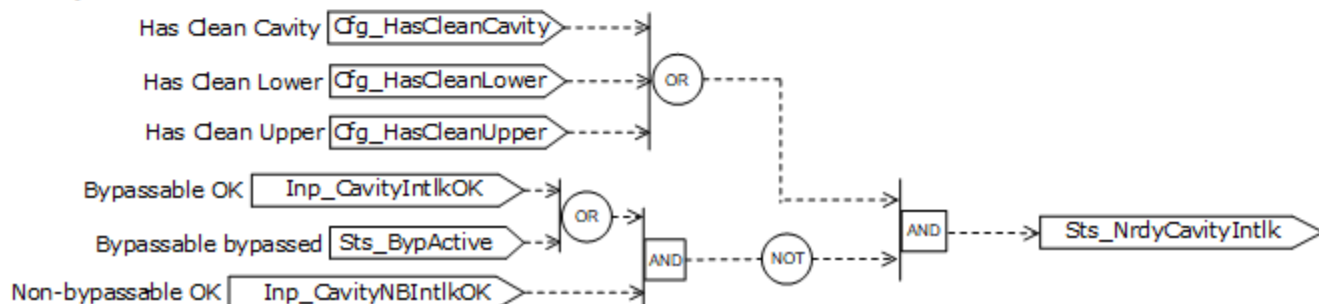 Has Clean Cavity Cfg_HasCleanCavity
Has Clean Lower Cfg_HasCleanLower
OR
Has Clean Upper Cfg_HasCleanUpper
Bypassable OK Inp_CavityIntlkOK
OR
Bypassable bypassed Sts_BypActive
AND
NOT
AND
Sts_NrdyCavityIntlk
Non-bypassable OK Inp_CavityNBIntlkOK